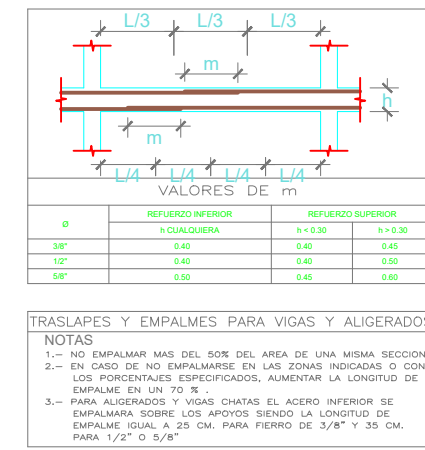 L/3 L/3 L/3
m
h
m
L/4 L/4 L/4 L/4
VALORES DE m
Ø REFUERZO INFERIOR REFUERZO SUPERIOR
h CUALQUIERA h < 0.30 h > 0.30
3/8" 0.40 0.40 0.45
1/2" 0.40 0.40 0.50
5/8" 0.50 0.45 0.60
TRASLAPES Y EMPALMES PARA VIGAS Y ALIGERADOS
NOTAS
1.- NO EMPALMAR MAS DEL 50% DEL AREA DE UNA MISMA SECCION
2.- EN CASO DE NO EMPALMARSE EN LAS ZONAS INDICADAS O CON
LOS PORCENTAJES ESPECIFICADOS, AUMENTAR LA LONGITUD DE
EMPALME EN UN 70 % .
3.- PARA ALIGERADOS Y VIGAS CHATAS EL ACERO INFERIOR SE
EMPALMARA SOBRE LOS APOYOS SIENDO LA LONGITUD DE
EMPALME IGUAL A 25 CM. PARA FIERRO DE 3/8" Y 35 CM.
PARA 1/2" O 5/8"